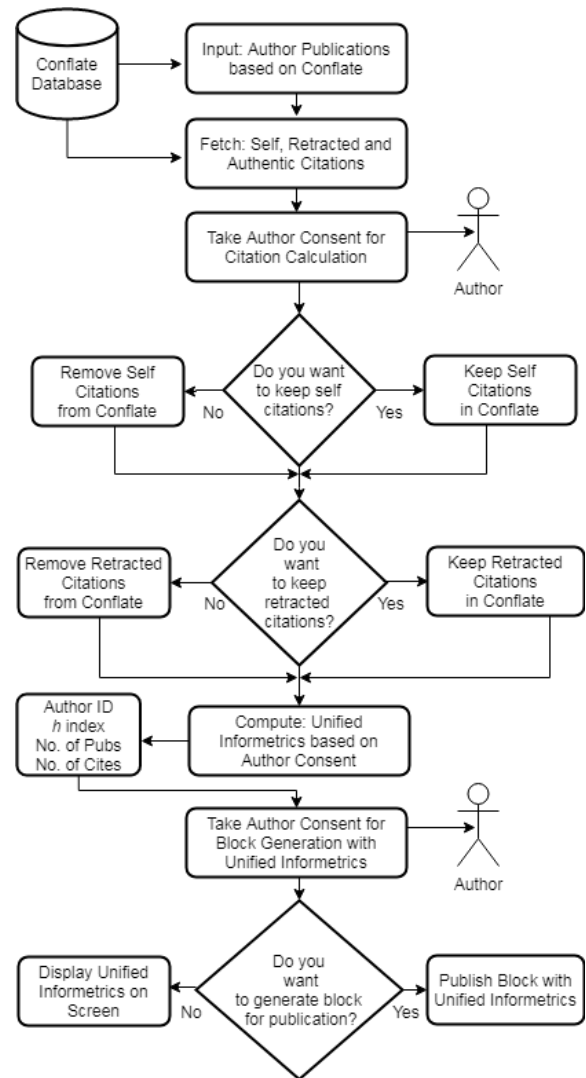 Conflate
Database
Input: Author Publications
based on Conflate
Fetch: Self, Retracted and
Authentic Citations
Take Author Consent for
Citation Calculation
Author
Do you want
to keep self
citations?
No
Yes
Remove Self
Citations
from Conflate
Keep Self
Citations
in Conflate
Do you
want
to keep
retracted
citations?
No
Yes
Remove Retracted
Citations
from Conflate
Keep Retracted
Citations
in Conflate
Compute: Unified
Informetrics based on
Author Consent
Author ID
h index
No. of Pubs
No. of Cites
Take Author Consent for
Block Generation with
Unified Informetrics
Author
Do you
want
to generate block
for publication?
No
Yes
Display Unified
Informetrics on
Screen
Publish Block with
Unified Informetrics